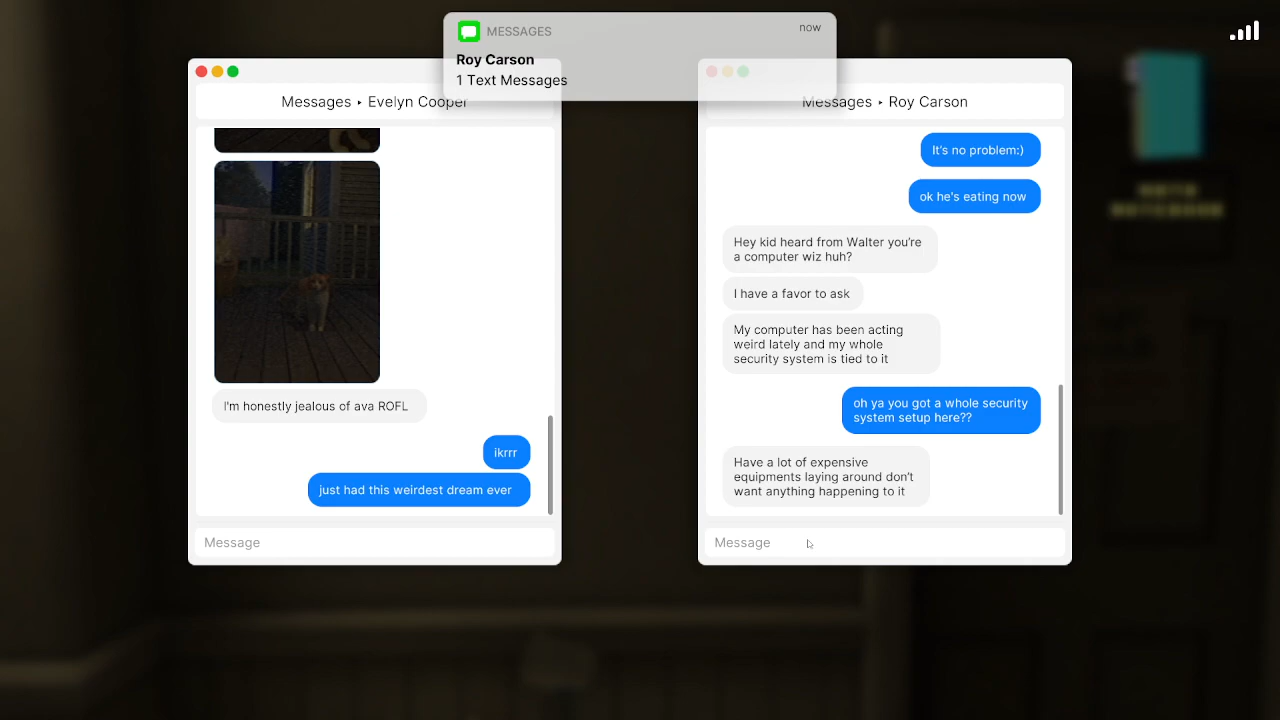 MESSAGES
now
Roy Carson
1 Text Messages
Messages ▸ Evelyn Cooper
I'm honestly jealous of ava ROFL
ikrrr
just had this weirdest dream ever
Message
Messages ▸ Roy Carson
It's no problem:)
ok he's eating now
Hey kid heard from Walter you're
a computer wiz huh?
I have a favor to ask
My computer has been acting
weird lately and my whole
security system is tied to it
oh ya you got a whole security
system setup here??
Have a lot of expensive
equipments laying around don't
want anything happening to it
Message